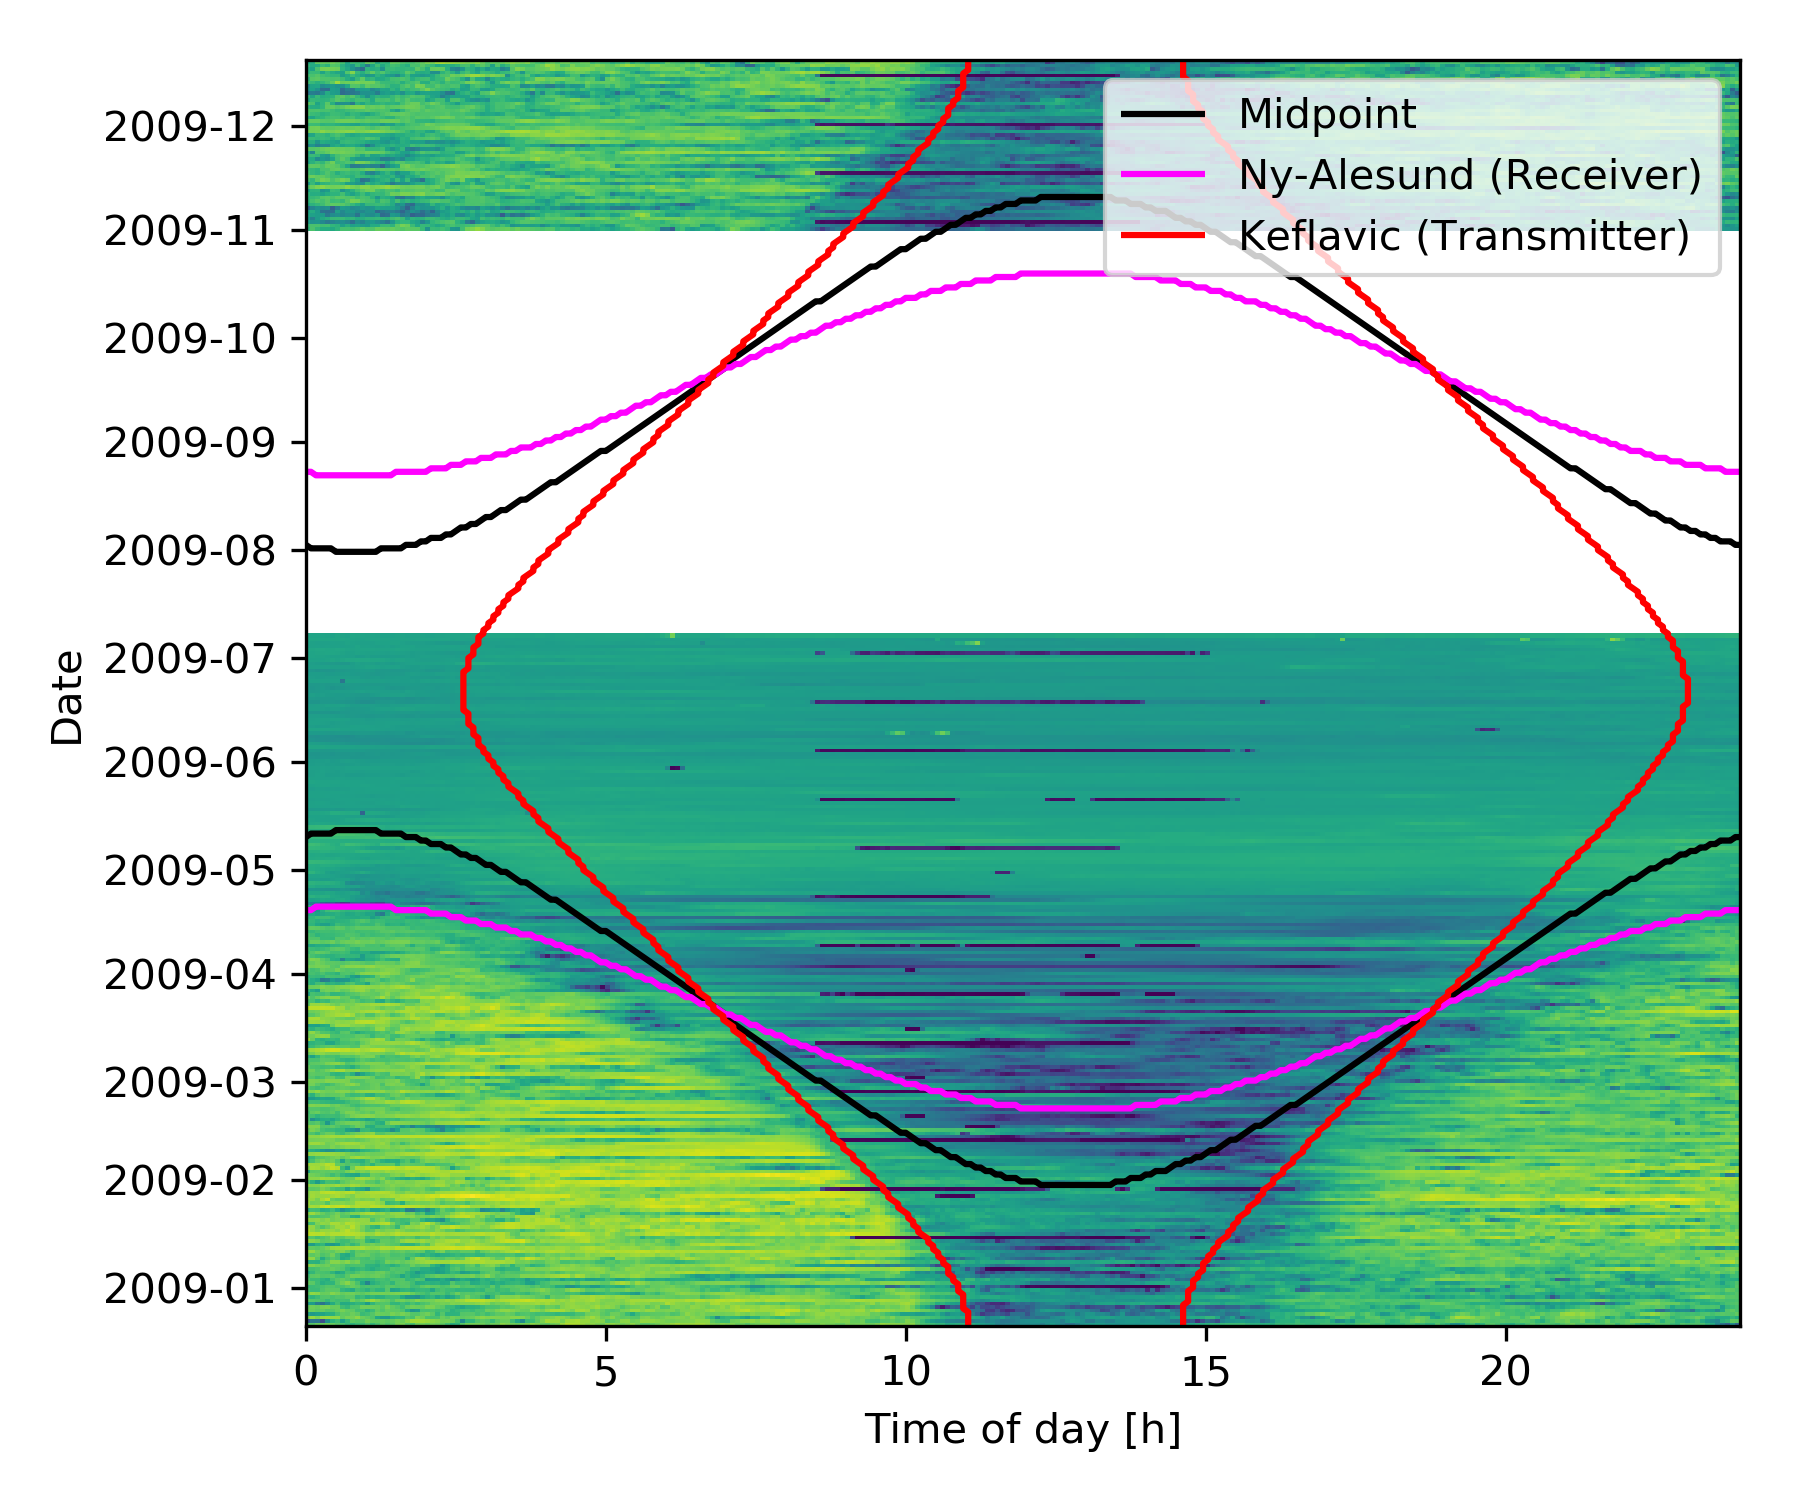 2009-12
2009-11
2009-10
2009-09
2009-08
2009-07
2009-06
2009-05
2009-04
2009-03
2009-02
2009-01
Date
Midpoint
Ny-Alesund (Receiver)
Keflavic (Transmitter)
0 5 10 15 20
Time of day [h]